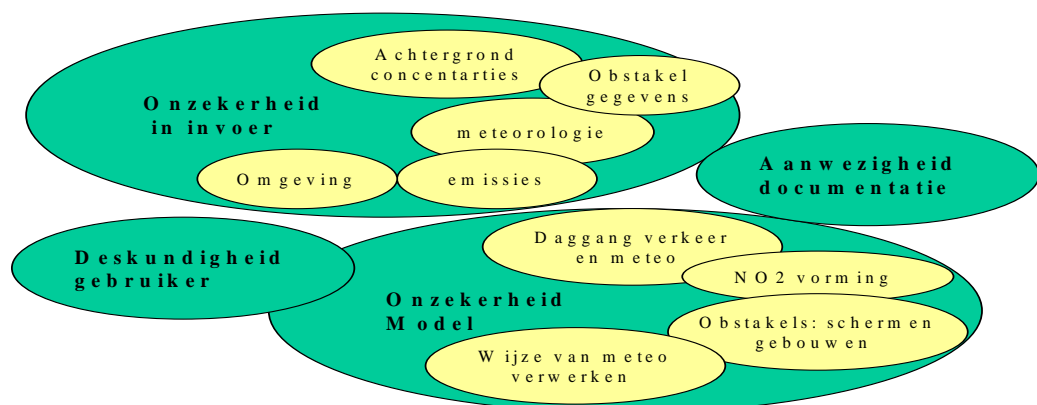 Achtergrond
concentarties
Obstakel
gegevens
Onzekerheid
in invoer
meteorologie
Omgeving
emissies
Aanwezigheid
documentatie
Deskundigheid
gebruiker
Daggang verkeer
en meteo
NO2 vorming
Onzekerheid
Model
Obstakels: schermen
gebouwen
Wijze van meteo
verwerken